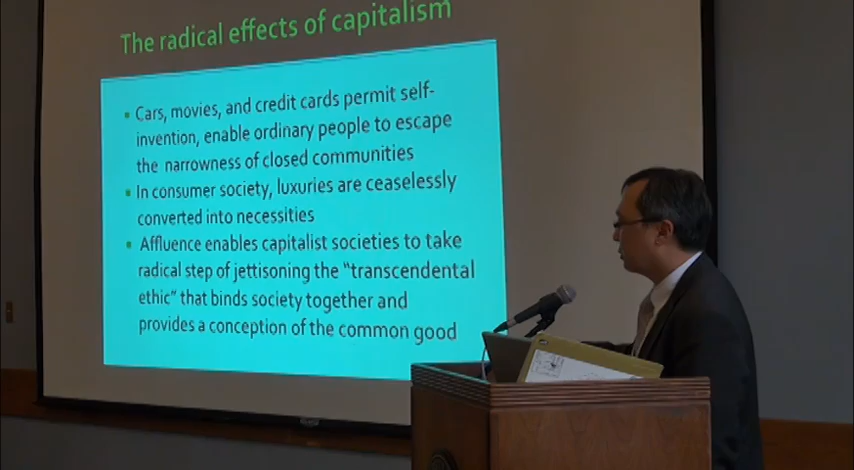 The radical effects of capitalism
Cars, movies, and credit cards permit self-
invention, enable ordinary people to escape
the narrowness of closed communities
In consumer society, luxuries are ceaselessly
converted into necessities
Affluence enables capitalist societies to take
radical step of jettisoning the "transcendental
ethic" that binds society together and
provides a conception of the common good